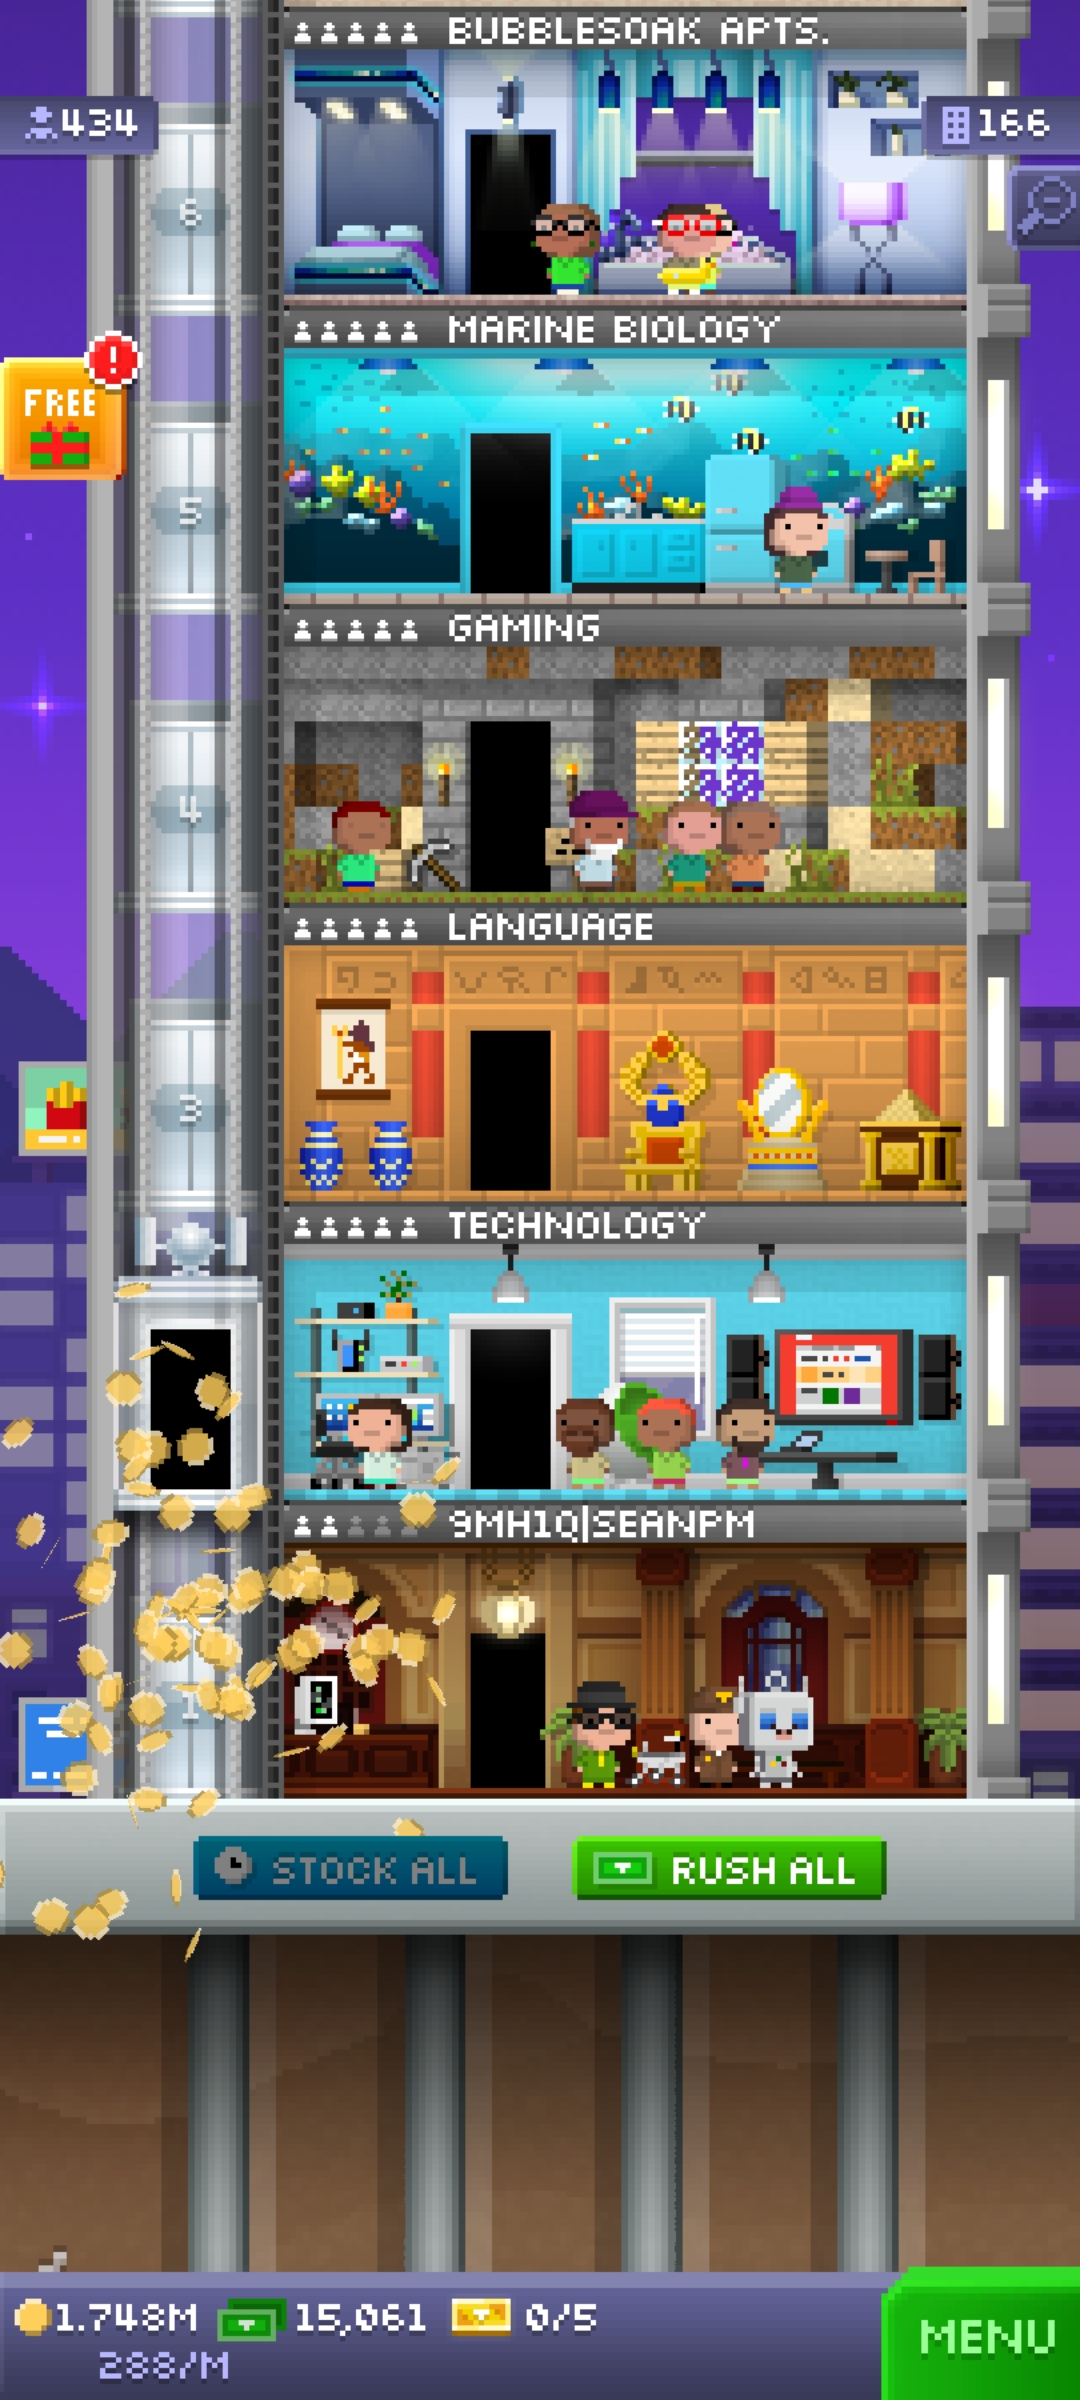 BUBBLESOAK APTS.
434
166
6
MARINE BIOLOGY
FREE
!
5
GAMING
4
LANGUAGE
3
TECHNOLOGY
9MH1Q|SEANPM
1
STOCK ALL
RUSH ALL
1.748M
15,061
0/5
288/M
MENU